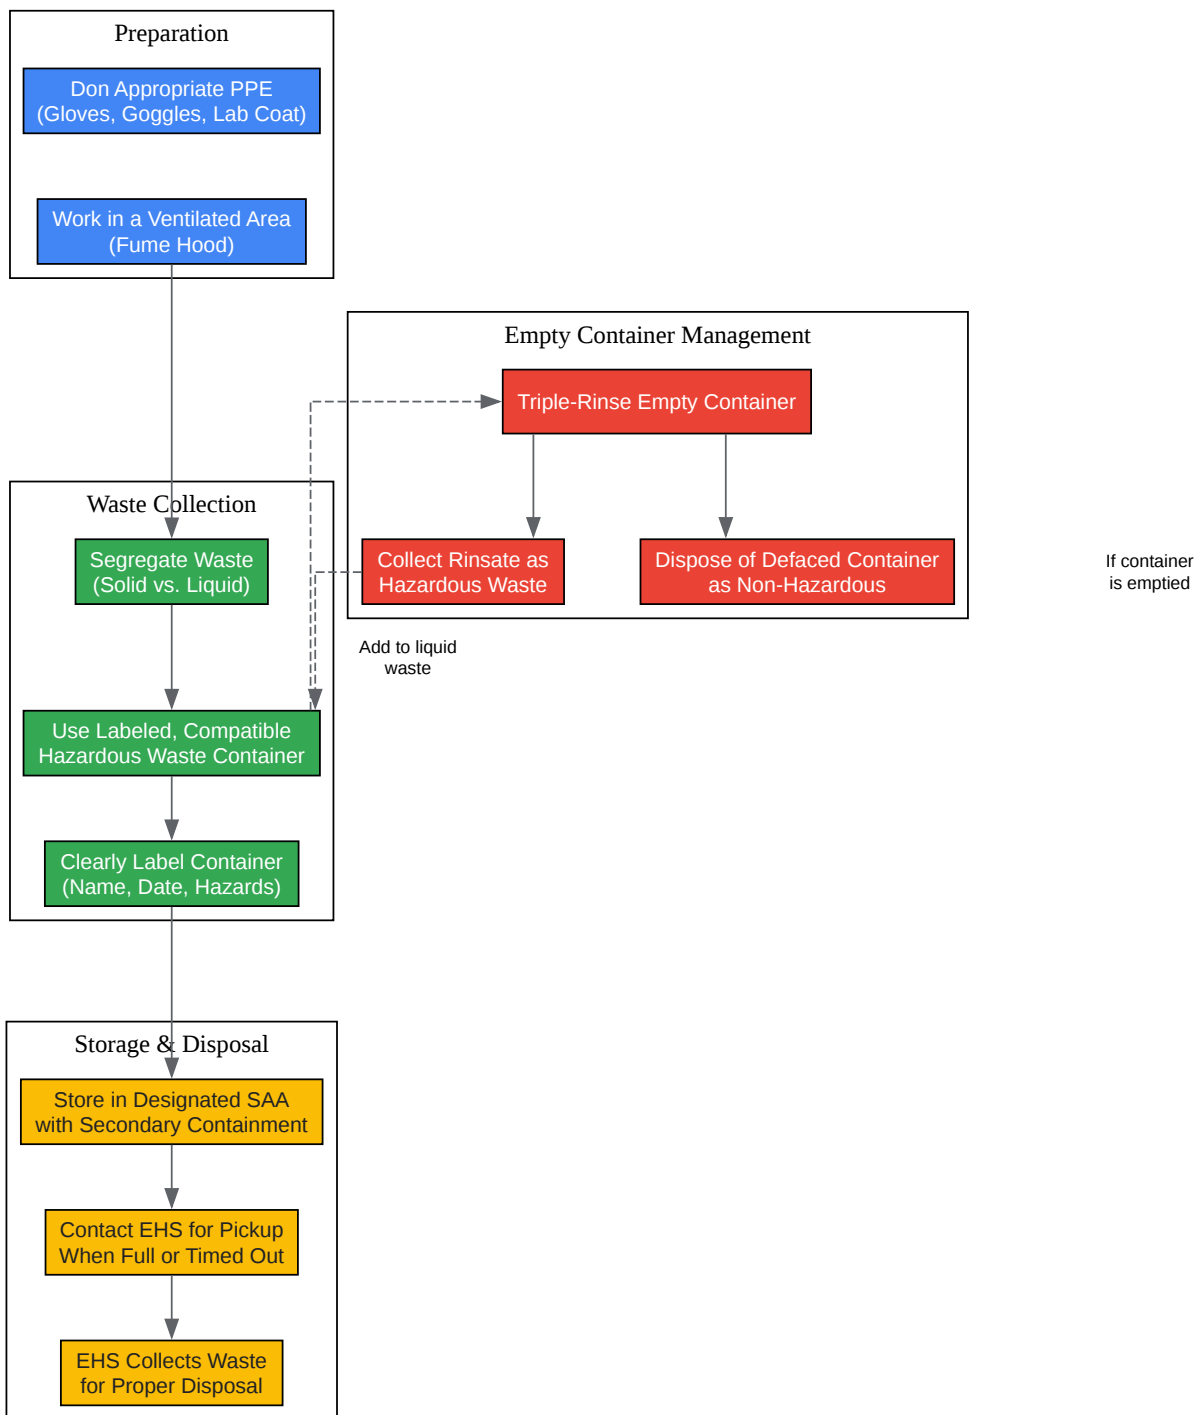 Preparation
Don Appropriate PPE
(Gloves, Goggles, Lab Coat)
Work in a Ventilated Area
(Fume Hood)
Empty Container Management
Triple-Rinse Empty Container
Collect Rinsate as
Hazardous Waste
Dispose of Defaced Container
as Non-Hazardous
If container
is emptied
Add to liquid
waste
Waste Collection
Segregate Waste
(Solid vs. Liquid)
Use Labeled, Compatible
Hazardous Waste Container
Clearly Label Container
(Name, Date, Hazards)
Storage & Disposal
Store in Designated SAA
with Secondary Containment
Contact EHS for Pickup
When Full or Timed Out
EHS Collects Waste
for Proper Disposal